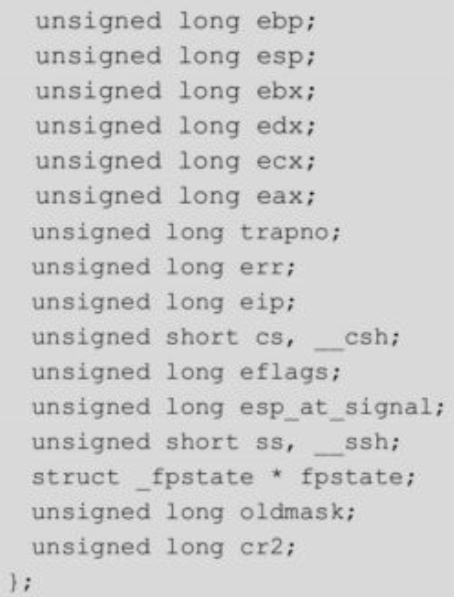 unsigned long ebp;
unsigned long esp;
unsigned long ebx;
unsigned long edx;
unsigned long ecx;
unsigned long eax;
unsigned long trapno;
unsigned long err;
unsigned long eip;
unsigned short cs, __csh;
unsigned long eflags;
unsigned long esp_at_signal;
unsigned short ss, __ssh;
struct _fpstate * fpstate;
unsigned long oldmask;
unsigned long cr2;
};